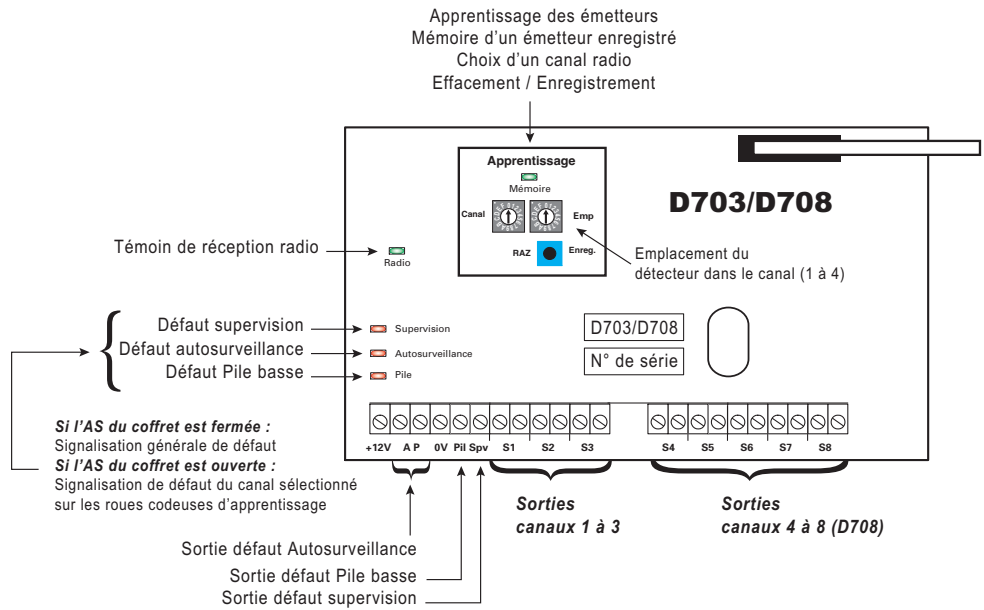 Apprentissage des émetteurs
Mémoire d'un émetteur enregistré
Choix d'un canal radio
Effacement / Enregistrement
Apprentissage
Mémoire
Canal
Emp
RAZ
Enreg.
D703/D708
Témoin de réception radio
Radio
Emplacement du
détecteur dans le canal (1 à 4)
Défaut supervision
Supervision
Défaut autosurveillance
Autosurveillance
Défaut Pile basse
Pile
D703/D708
N° de série
Si l'AS du coffret est fermée :
Signalisation générale de défaut
Si l'AS du coffret est ouverte :
Signalisation de défaut du canal sélectionné
sur les roues codeuses d'apprentissage
+12V A P 0V Pil Spv S1 S2 S3 S4 S5 S6 S7 S8
Sorties
canaux 1 à 3
Sorties
canaux 4 à 8 (D708)
Sortie défaut Autosurveillance
Sortie défaut Pile basse
Sortie défaut supervision